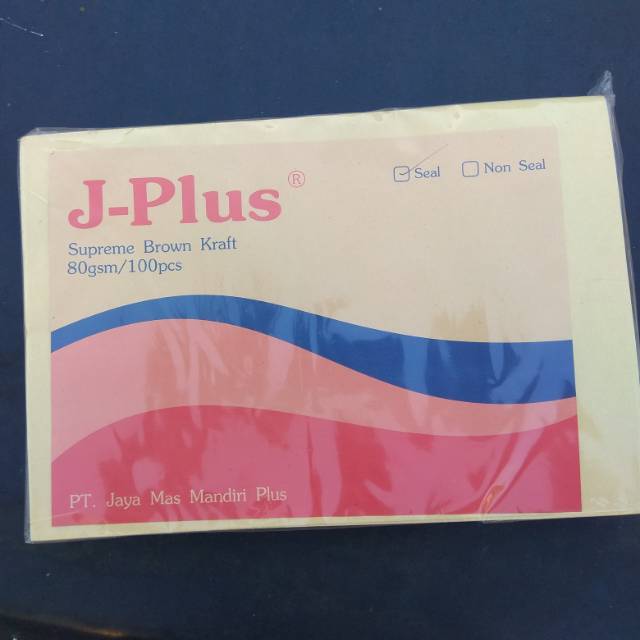 J-Plus®
Seal Non Seal
Supreme Brown Kraft
80gsm/100pcs
PT. Jaya Mas Mandiri Plus